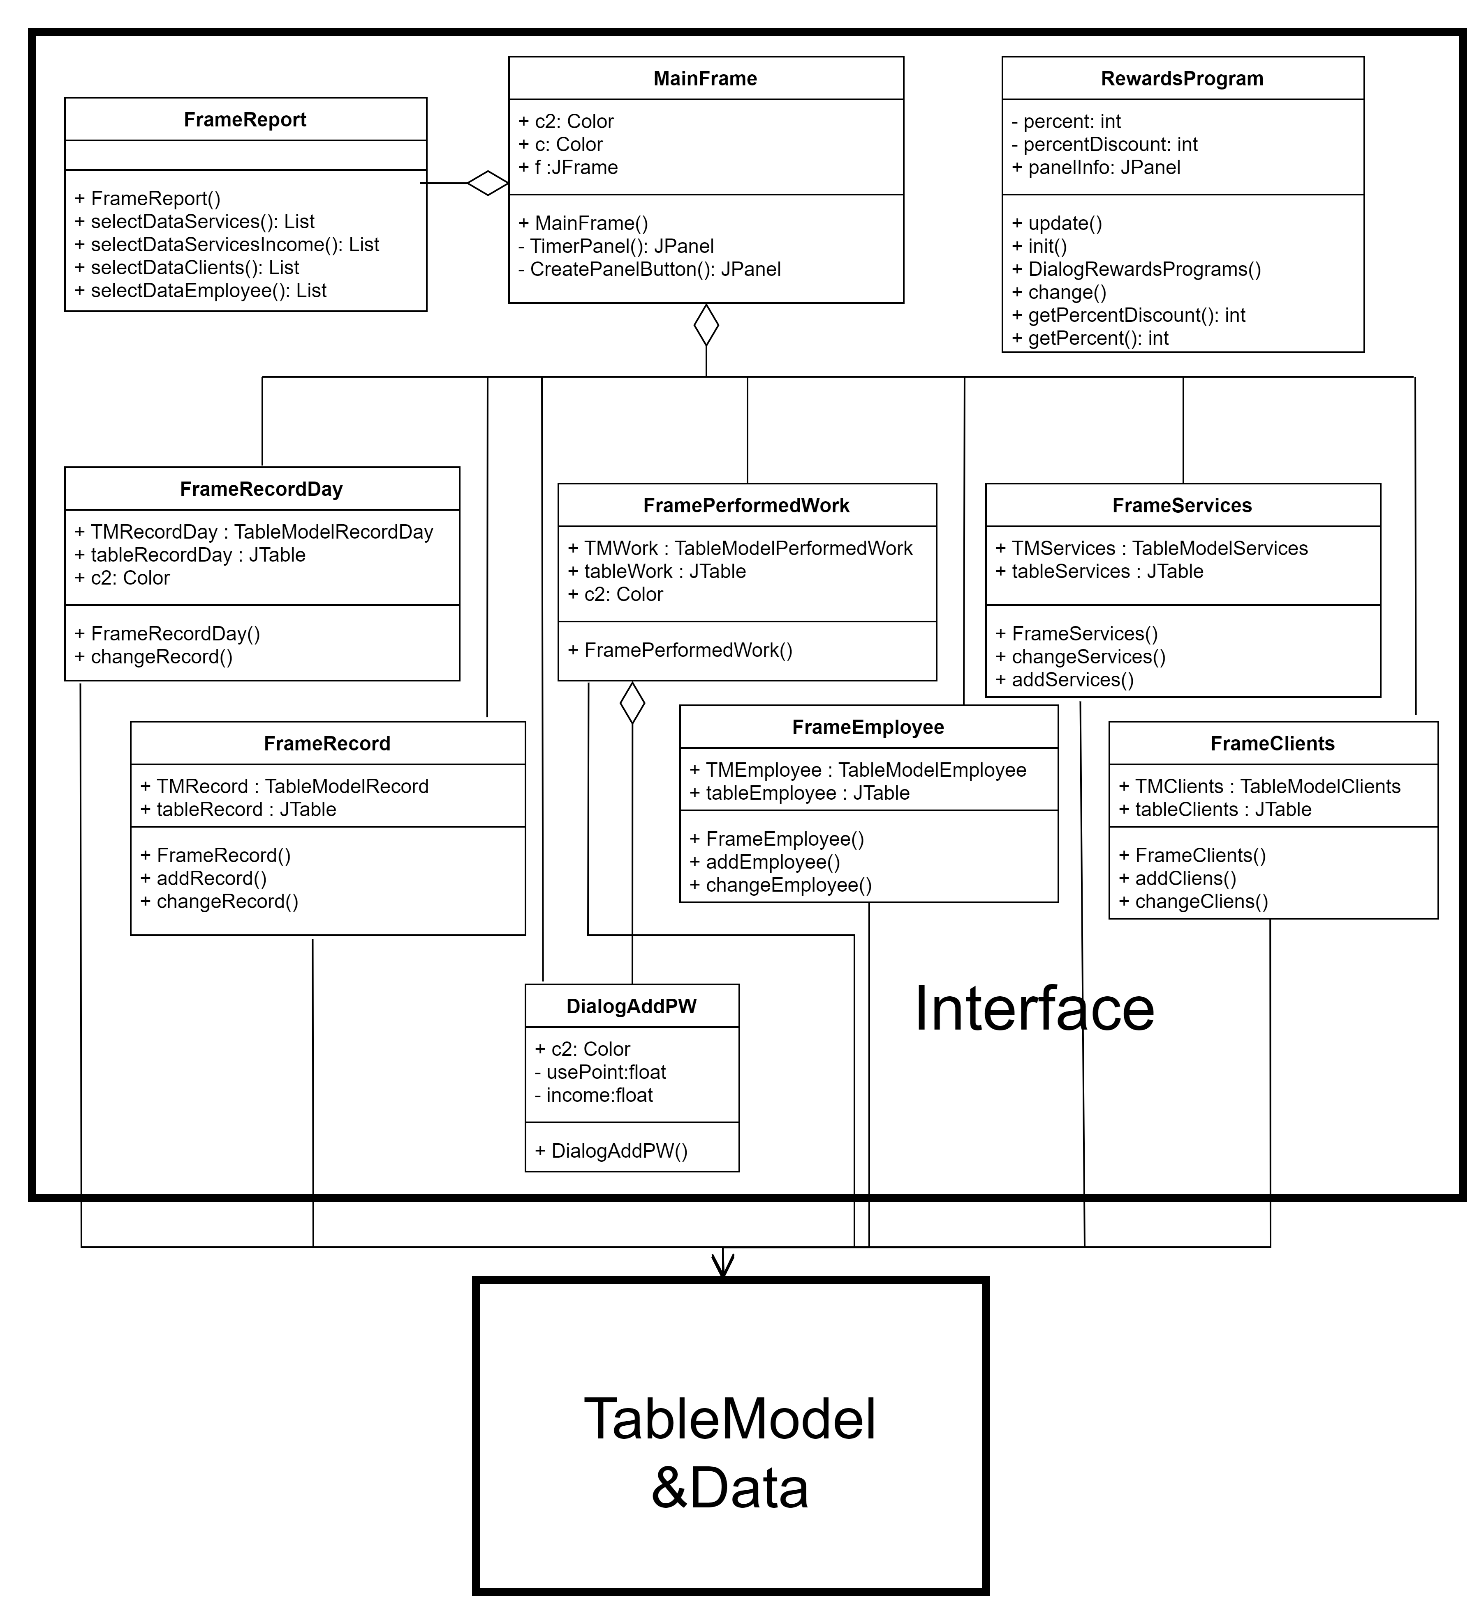 FrameReport
+ FrameReport()
+ selectDataServices(): List
+ selectDataServicesIncome(): List
+ selectDataClients(): List
+ selectDataEmployee(): List
MainFrame
+ c2: Color
+ c: Color
+ f :JFrame
+ MainFrame()
- TimerPanel(): JPanel
- CreatePanelButton(): JPanel
RewardsProgram
- percent: int
- percentDiscount: int
+ panelInfo: JPanel
+ update()
+ init()
+ DialogRewardsPrograms()
+ change()
+ getPercentDiscount(): int
+ getPercent(): int
FrameRecordDay
+ TMRecordDay : TableModelRecordDay
+ tableRecordDay : JTable
+ c2: Color
+ FrameRecordDay()
+ changeRecord()
FramePerformedWork
+ TMWork : TableModelPerformedWork
+ tableWork : JTable
+ c2: Color
+ FramePerformedWork()
FrameServices
+ TMServices : TableModelServices
+ tableServices : JTable
+ FrameServices()
+ changeServices()
+ addServices()
FrameRecord
+ TMRecord : TableModelRecord
+ tableRecord : JTable
+ FrameRecord()
+ addRecord()
+ changeRecord()
FrameEmployee
+ TMEmployee : TableModelEmployee
+ tableEmployee : JTable
+ FrameEmployee()
+ addEmployee()
+ changeEmployee()
FrameClients
+ TMClients : TableModelClients
+ tableClients : JTable
+ FrameClients()
+ addCliens()
+ changeCliens()
DialogAddPW
+ c2: Color
- usePoint:float
- income:float
+ DialogAddPW()
Interface
TableModel
&Data